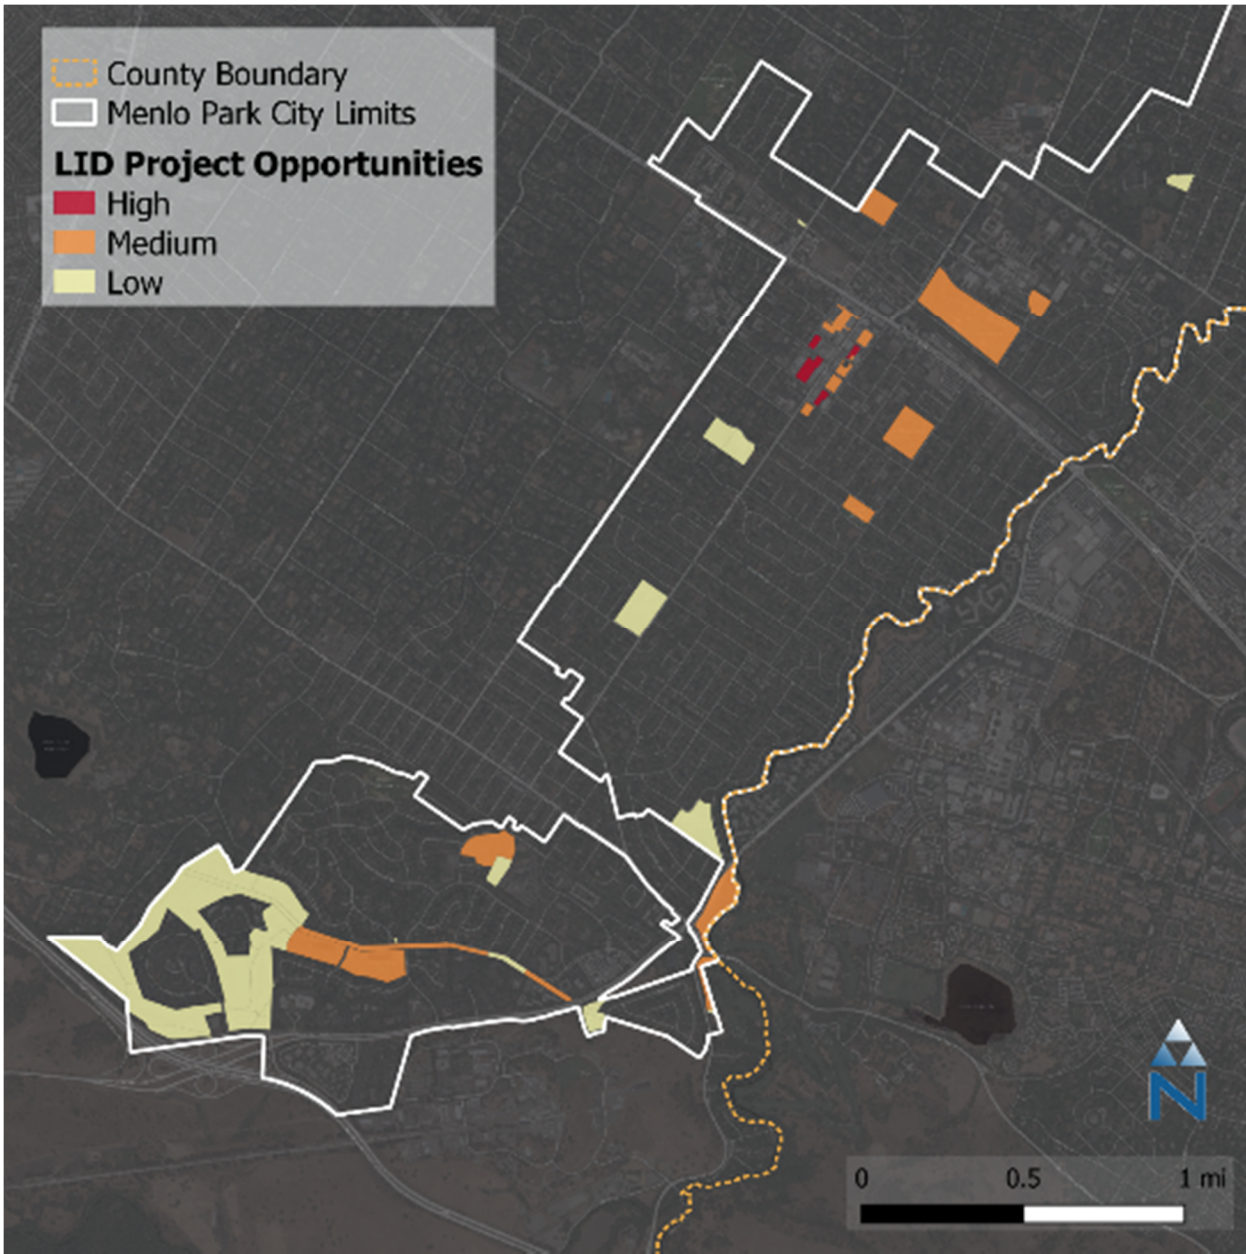 County Boundary
Menlo Park City Limits
LID Project Opportunities
High
Medium
Low
N
0 0.5 1 mi